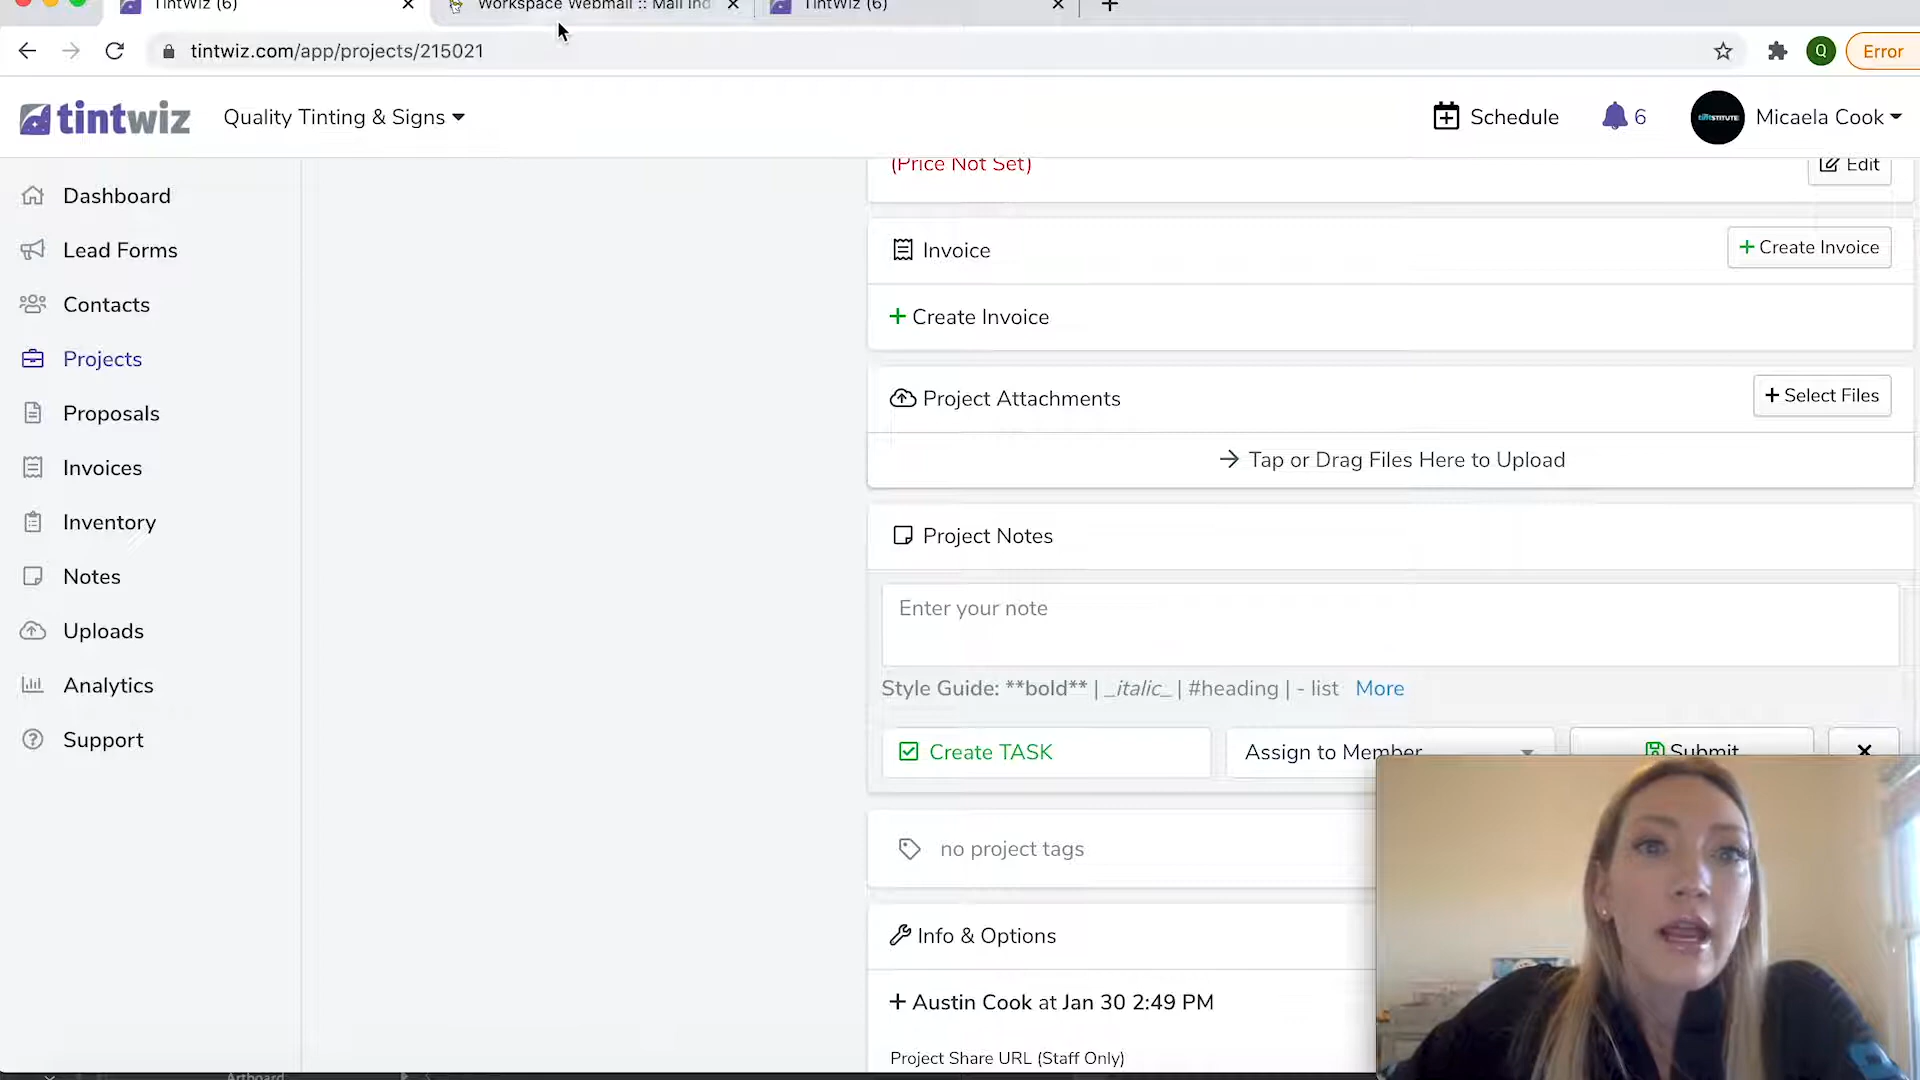 TintWiz (6)
Workspace Webmail :: Mail Ind
TintWiz (6)
tintwiz.com/app/projects/215021
Q
Error
tintwiz
Quality Tinting & Signs
Schedule
6
Micaela Cook
Dashboard
Lead Forms
Contacts
Projects
Proposals
Invoices
Inventory
Notes
Uploads
Analytics
Support
(Price Not Set)
Edit
Invoice
+ Create Invoice
+ Create Invoice
Project Attachments
+ Select Files
→ Tap or Drag Files Here to Upload
Project Notes
Enter your note
Style Guide: **bold** | _italic_ | #heading | - list More
Create TASK
Assign to Member
Submit
no project tags
Info & Options
+ Austin Cook at Jan 30 2:49 PM
Project Share URL (Staff Only)
Artboard